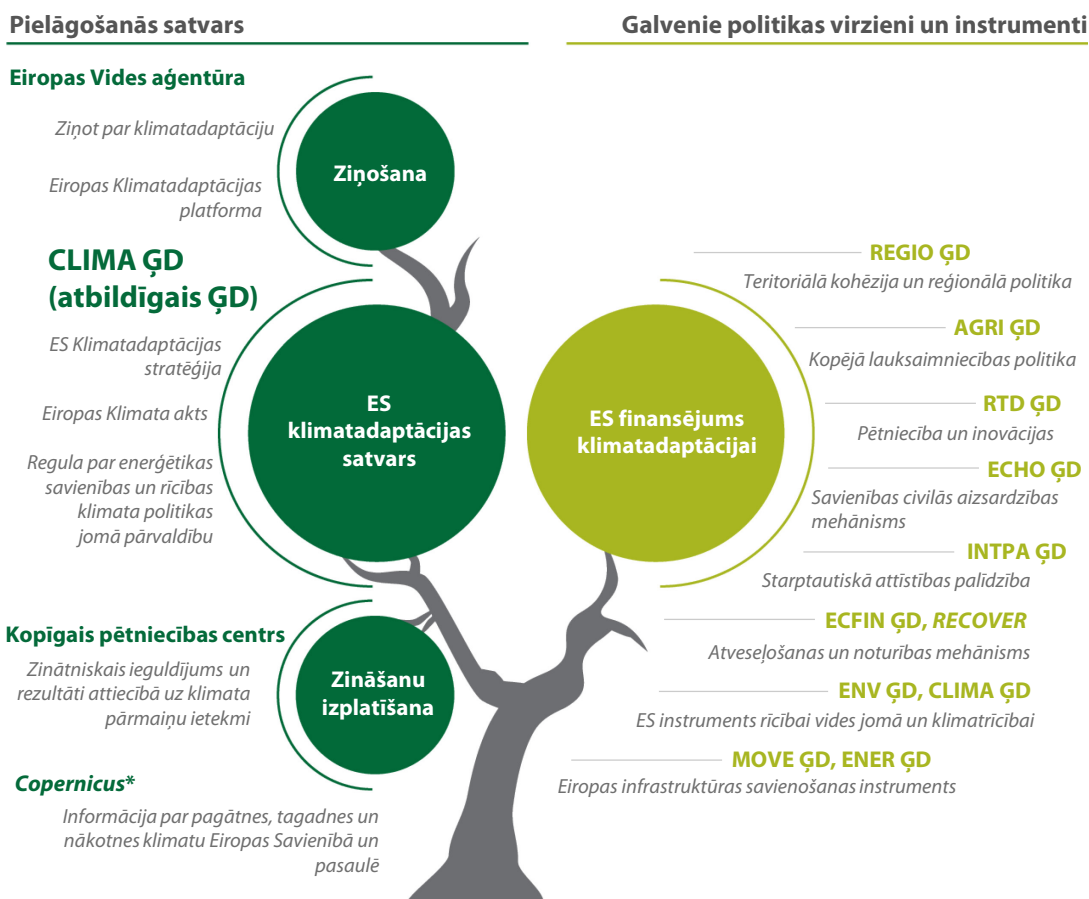 Pielāgošanās satvars
Galvenie politikas virzieni un instrumenti
Eiropas Vides aģentūra
Ziņot par klimatadaptāciju
Eiropas Klimatadaptācijas
platforma
Ziņošana
CLIMA ĢD
(atbildīgais ĢD)
ES Klimatadaptācijas
stratēģija
Eiropas Klimata akts
Regula par enerģētikas
savienības un rīcības
klimata politikas
jomā pārvaldību
ES
klimatadaptācijas
satvars
Kopīgais pētniecības centrs
Zinātniskais ieguldījums un
rezultāti attiecībā uz klimata
pārmaiņu ietekmi
Zināšanu
izplatīšana
Copernicus*
Informācija par pagātnes, tagadnes un
nākotnes klimatu Eiropas Savienībā un
pasaulē
ES finansējums
klimatadaptācijai
REGIO ĢD
Teritoriālā kohēzija un reģionālā politika
AGRI ĢD
Kopējā lauksaimniecības politika
RTD ĢD
Pētniecība un inovācijas
ECHO ĢD
Savienības civilās aizsardzības
mehānisms
INTPA ĢD
Starptautiskā attīstības palīdzība
ECFIN ĢD, RECOVER
Atveseļošanas un noturības mehānisms
ENV ĢD, CLIMA ĢD
ES instruments rīcībai vides jomā un klimatrīcībai
MOVE ĢD, ENER ĢD
Eiropas infrastruktūras savienošanas instruments